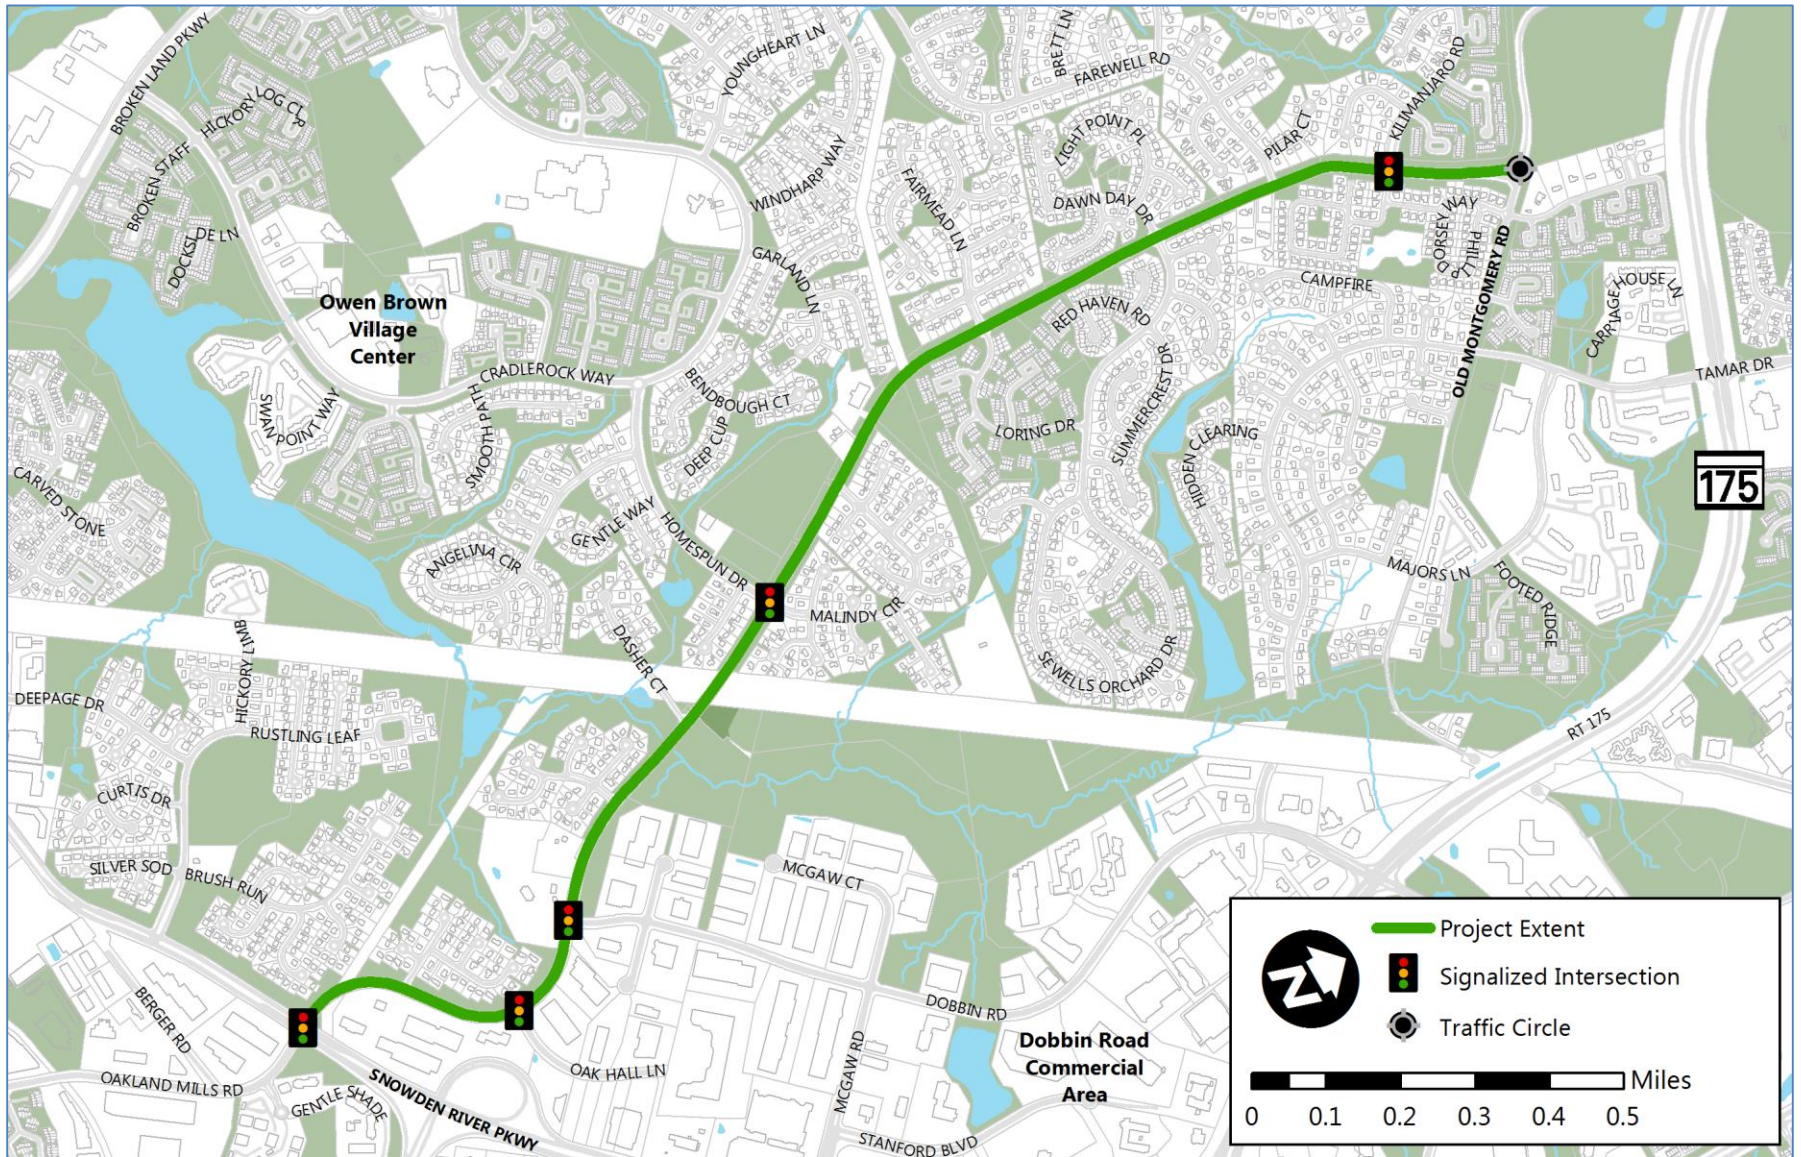 BROKEN LAND PKWY
HICKORY LOG CIR
BROKEN STAFF
DOCKSIDE LN
YOUNGHEART LN
WINDHARP WAY
GARLAND LN
BRETT LN
FAREWELL RD
LIGHT POINT PL
PILAR CT
KILIMANJARO RD
FAIRMEAD LN
DAWN DAY DR
PHILLIP DORSEY WAY
OLD MONTGOMERY RD
CAMPFIRE
CARRIAGE HOUSE LN
TAMAR DR
175
Owen Brown
Village
Center
SWAN POINT WAY
CRADLEROCK WAY
SMOOTH PATH
BENDBOUGH CT
DEEP CUP
RED HAVEN RD
LORING DR
SUMMERCREST DR
HIDDEN CLEARING
CARVED STONE
ANGELINA CIR
GENTLE WAY
HOMESPUN DR
MALINDY CIR
DASHER CT
SEWELLS ORCHARD DR
MAJORS LN
FOOTED RIDGE
RT 175
HICKORY LIMB
DEEPAGE DR
RUSTLING LEAF
CURTIS DR
SILVER SOD
BRUSH RUN
MCGAW CT
DOBBIN RD
MCGAW RD
Dobbin Road
Commercial
Area
BERGER RD
OAKLAND MILLS RD
GENTLE SHADE
SNOWDEN RIVER PKWY
OAK HALL LN
STANFORD BLVD
N
Project Extent
Signalized Intersection
Traffic Circle
Miles
0 0.1 0.2 0.3 0.4 0.5